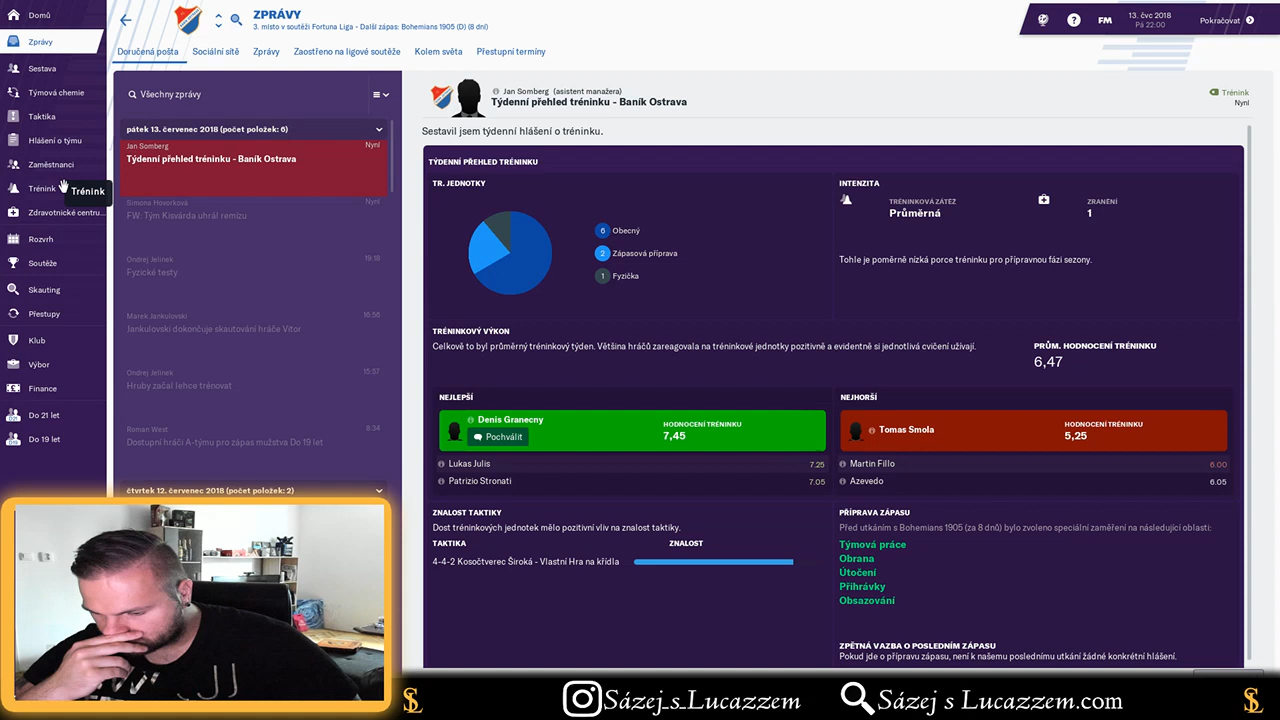 Domů
Zprávy
Sestava
Týmová chemie
Taktika
Hlášení o týmu
Zaměstnanci
Trénink
Trénink
Zdravotnické centru...
Rozvrh
Soutěže
Skauting
Přestupy
Klub
Výbor
Finance
Do 21 let
Do 19 let
ZPRÁVY
3. místo v soutěži Fortuna Liga - Další zápas: Bohemians 1905 (D) (8 dní)
FM
13. čvc 2018
Pá 22:00
Pokračovat
Doručená pošta
Sociální sítě
Zprávy
Zaostřeno na ligové soutěže
Kolem světa
Přestupní termíny
Všechny zprávy
pátek 13. červenec 2018 (počet položek: 6)
Jan Somberg Nyní
Týdenní přehled tréninku - Baník Ostrava
Simona Hovorková Nyní
FW: Tým Kisvárda uhrál remízu
Ondrej Jelínek 19:18
Fyzické testy
Marek Jankulovski 16:56
Jankulovski dokončuje skautování hráče Vitor
Ondrej Jelínek 15:57
Hruby začal lehce trénovat
Roman West 8:34
Dostupní hráči A-týmu pro zápas mužstva Do 19 let
čtvrtek 12. červenec 2018 (počet položek: 2)
Jan Somberg (asistent manažera)
Týdenní přehled tréninku - Baník Ostrava
Trénink
Nyní
Sestavil jsem týdenní hlášení o tréninku.
TÝDENNÍ PŘEHLED TRÉNINKU
TR. JEDNOTKY
6 Obecný
2 Zápasová příprava
1 Fyzička
INTENZITA
TRÉNINKOVÁ ZÁTĚŽ
Průměrná
ZRANĚNÍ
1
Tohle je poměrně nízká porce tréninku pro přípravnou fázi sezony.
TRÉNINKOVÝ VÝKON
Celkově to byl průměrný tréninkový týden. Většina hráčů zareagovala na tréninkové jednotky pozitivně a evidentně si jednotlivá cvičení užívají.
PRŮM. HODNOCENÍ TRÉNINKU
6,47
NEJLEPŠÍ
Denis Granecny
Pochválit
HODNOCENÍ TRÉNINKU
7,45
Lukas Julis 7.25
Patrizio Stronati 7.05
NEJHORŠÍ
Tomas Smola
HODNOCENÍ TRÉNINKU
5,25
Martin Fillo 6.00
Azevedo 6.05
ZNALOST TAKTIKY
Dost tréninkových jednotek mělo pozitivní vliv na znalost taktiky.
TAKTIKA ZNALOST
4-4-2 Kosočtverec Široká - Vlastní Hra na křídla
PŘÍPRAVA ZÁPASU
Před utkáním s Bohemians 1905 (za 8 dnů) bylo zvoleno speciální zaměření na následující oblasti:
Týmová práce
Obrana
Útočení
Přihrávky
Obsazování
ZPĚTNÁ VAZBA O POSLEDNÍM ZÁPASU
Pokud jde o přípravu zápasu, není k našemu poslednímu utkání žádné konkrétní hlášení.
Sázej_s_Lucazzem
Sázej s Lucazzem.com